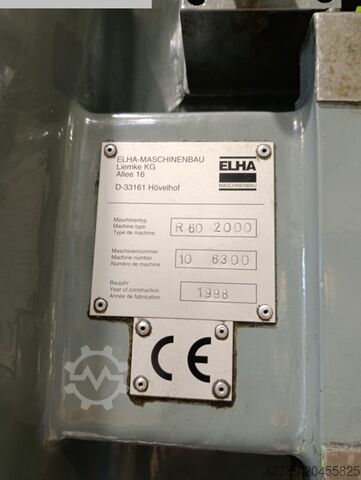 ELHA-MASCHINENBAU
Liemke KG
Allee 16
D-33161 Hövelhof
ELHA
MASCHINENBAU
Maschinentyp
Machine type
Type de machine
R 60 2000
Maschinennummer
Machine number
Numéro de machine
10 6300
Baujahr
Year of construction
Année de fabrication
1998
CE